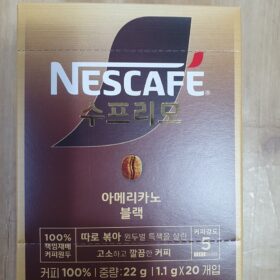 NESCAFÉ
수프리모
아메리카노
블랙
100%
책임재배
커피원두
따로 볶아 원두별 특색을 살린
고소하고 깔끔한 커피
커피강도
5
커피 100% | 중량: 22 g | 1.1 g X 20 개입